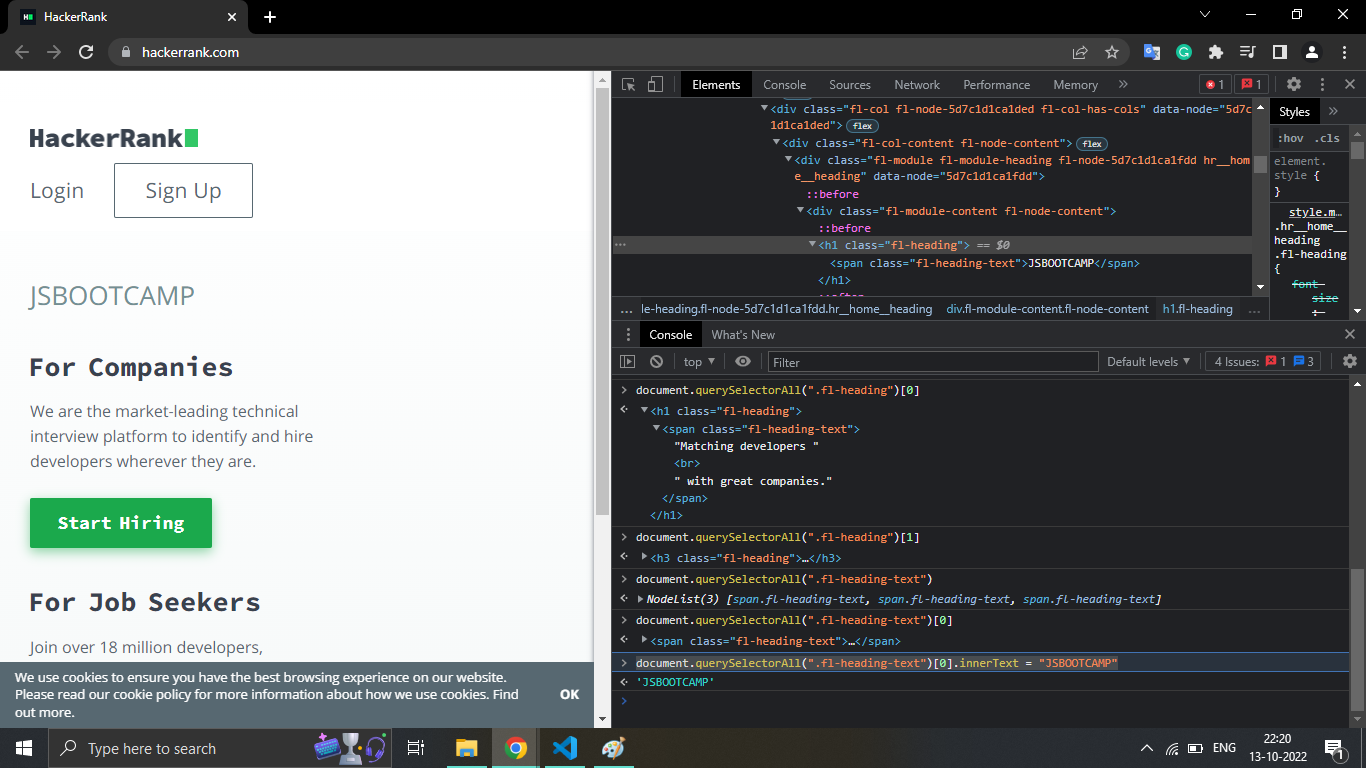 HackerRank
hackerrank.com
HackerRank
Login
Sign Up
JSBOOTCAMP
For Companies
We are the market-leading technical
interview platform to identify and hire
developers wherever they are.
Start Hiring
For Job Seekers
Join over 18 million developers,
We use cookies to ensure you have the best browsing experience on our website.
Please read our cookie policy for more information about how we use cookies. Find
out more.
OK
Elements Console Sources Network Performance Memory » 1 1
<div class="fl-col fl-node-5d7c1d1ca1ded fl-col-has-cols" data-node="5d7c
1d1ca1ded"> flex
<div class="fl-col-content fl-node-content"> flex
<div class="fl-module fl-module-heading fl-node-5d7c1d1ca1fdd hr__hom
e__heading" data-node="5d7c1d1ca1fdd">
::before
<div class="fl-module-content fl-node-content">
::before
<h1 class="fl-heading"> == $0
<span class="fl-heading-text">JSBOOTCAMP</span>
</h1>
... le-heading.fl-node-5d7c1d1ca1fdd.hr__home__heading div.fl-module-content.fl-node-content h1.fl-heading ...
Styles »
:hov .cls
element.
style {
}
style.m…
.hr__home__
heading
.fl-heading
{
font-
size
:
Console What's New
top ▼ Filter Default levels ▼ 4 Issues: 1 3
document.querySelectorAll(".fl-heading")[0]
<h1 class="fl-heading">
<span class="fl-heading-text">
"Matching developers "
<br>
" with great companies."
</span>
</h1>
document.querySelectorAll(".fl-heading")[1]
<h3 class="fl-heading">…</h3>
document.querySelectorAll(".fl-heading-text")
NodeList(3) [span.fl-heading-text, span.fl-heading-text, span.fl-heading-text]
document.querySelectorAll(".fl-heading-text")[0]
<span class="fl-heading-text">…</span>
document.querySelectorAll(".fl-heading-text")[0].innerText = "JSBOOTCAMP"
'JSBOOTCAMP'
Type here to search
ENG
22:20
13-10-2022
1